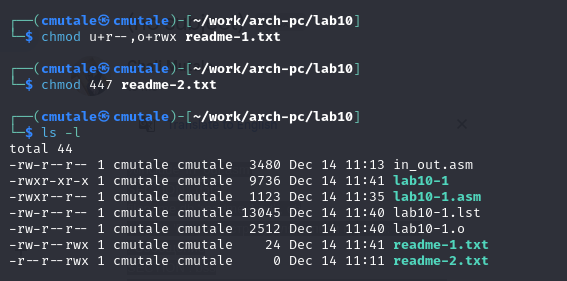 ┌──(cmutale㉿cmutale)-[~/work/arch-pc/lab10]
└─$ chmod u+r--,o+rwx readme-1.txt
┌──(cmutale㉿cmutale)-[~/work/arch-pc/lab10]
└─$ chmod 447 readme-2.txt
┌──(cmutale㉿cmutale)-[~/work/arch-pc/lab10]
└─$ ls -l
total 44
-rw-r--r-- 1 cmutale cmutale 3480 Dec 14 11:13 in_out.asm
-rwxr-xr-x 1 cmutale cmutale 9736 Dec 14 11:41 lab10-1
-rwxr--r-- 1 cmutale cmutale 1123 Dec 14 11:35 lab10-1.asm
-rw-r--r-- 1 cmutale cmutale 13045 Dec 14 11:40 lab10-1.lst
-rw-r--r-- 1 cmutale cmutale 2512 Dec 14 11:40 lab10-1.o
-rw-r--rwx 1 cmutale cmutale 24 Dec 14 11:41 readme-1.txt
-r--r--rwx 1 cmutale cmutale 0 Dec 14 11:11 readme-2.txt